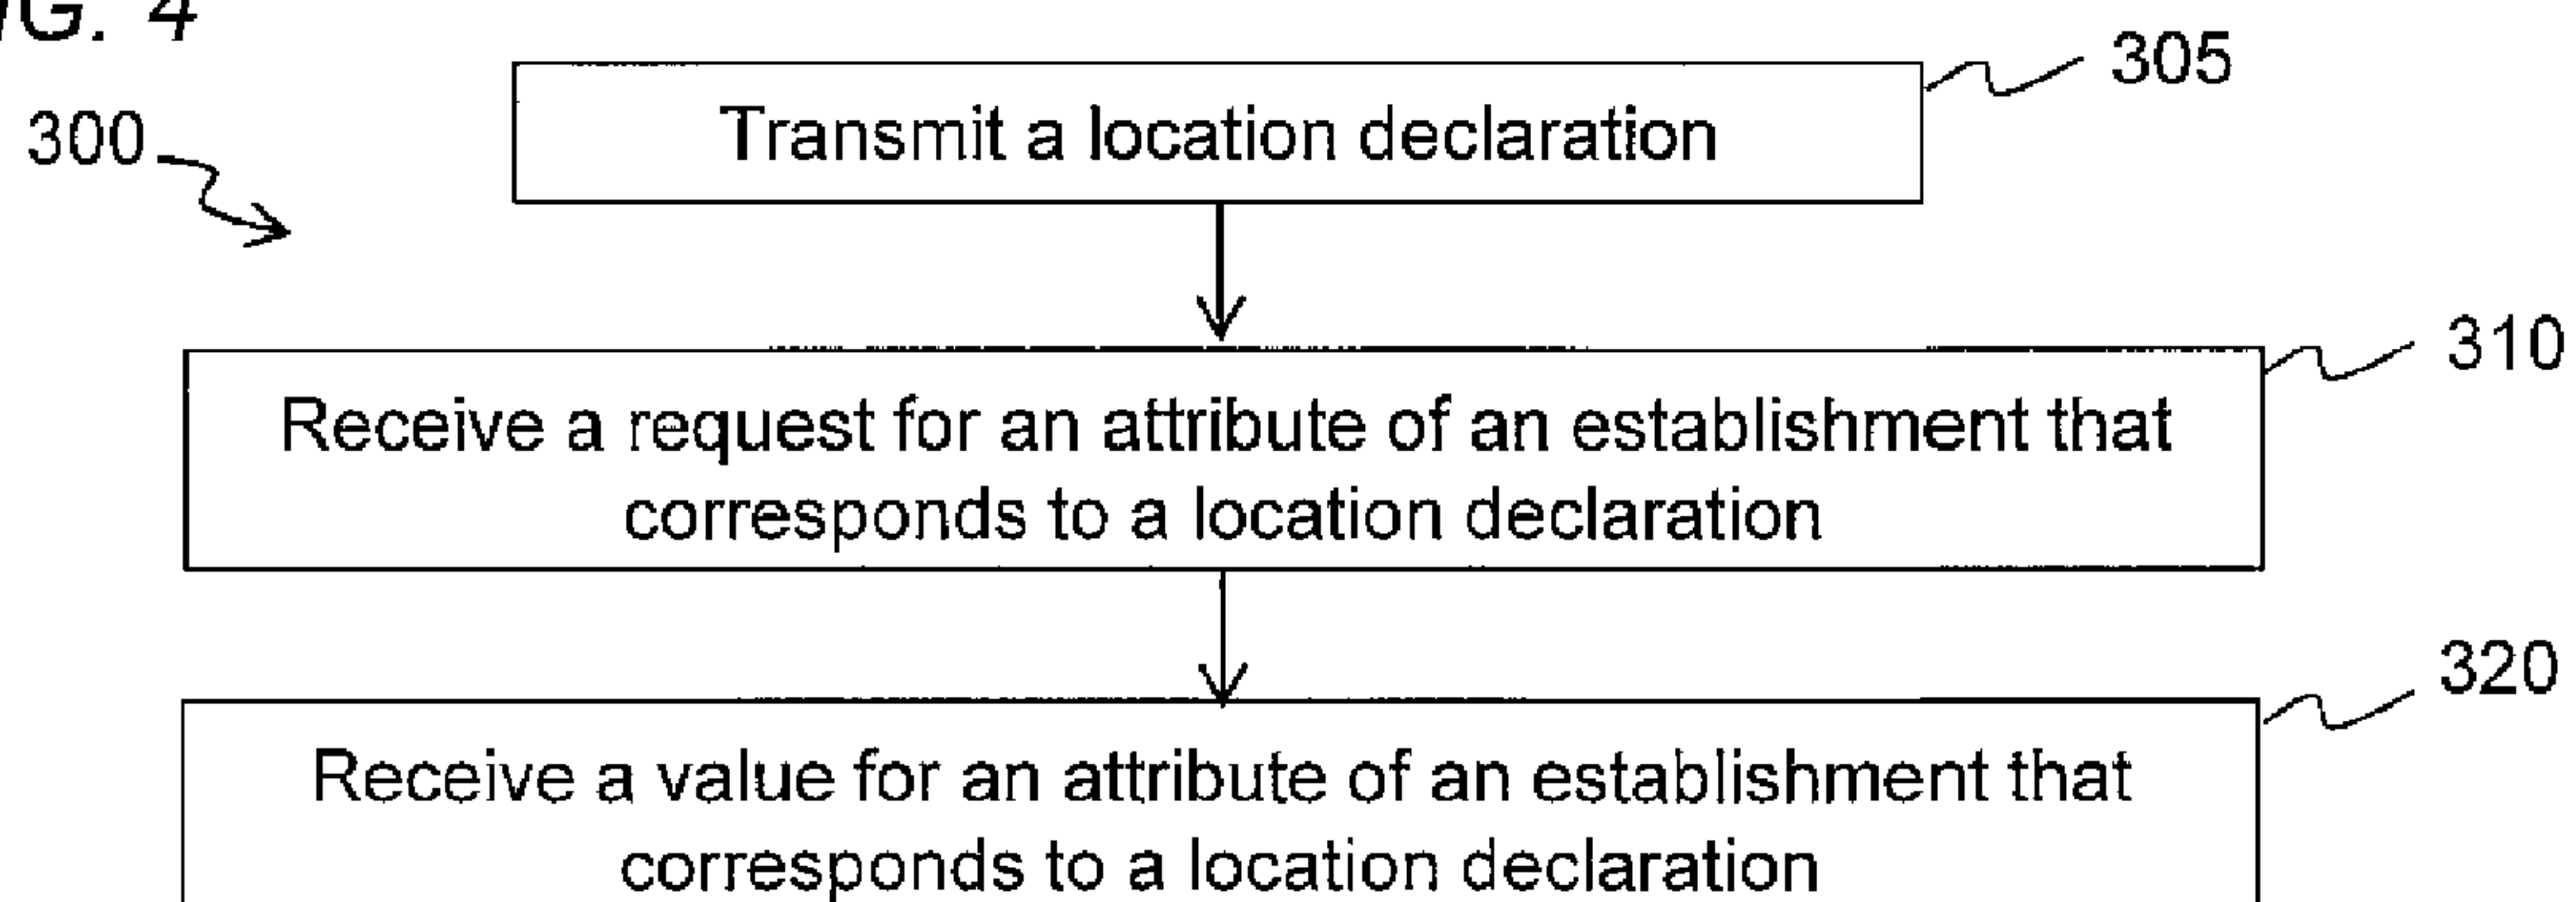 FIG. 4
305
300
Transmit a location declaration
310
Receive a request for an attribute of an establishment that
corresponds to a location declaration
320
Receive a value for an attribute of an establishment that
corresponds to a location declaration